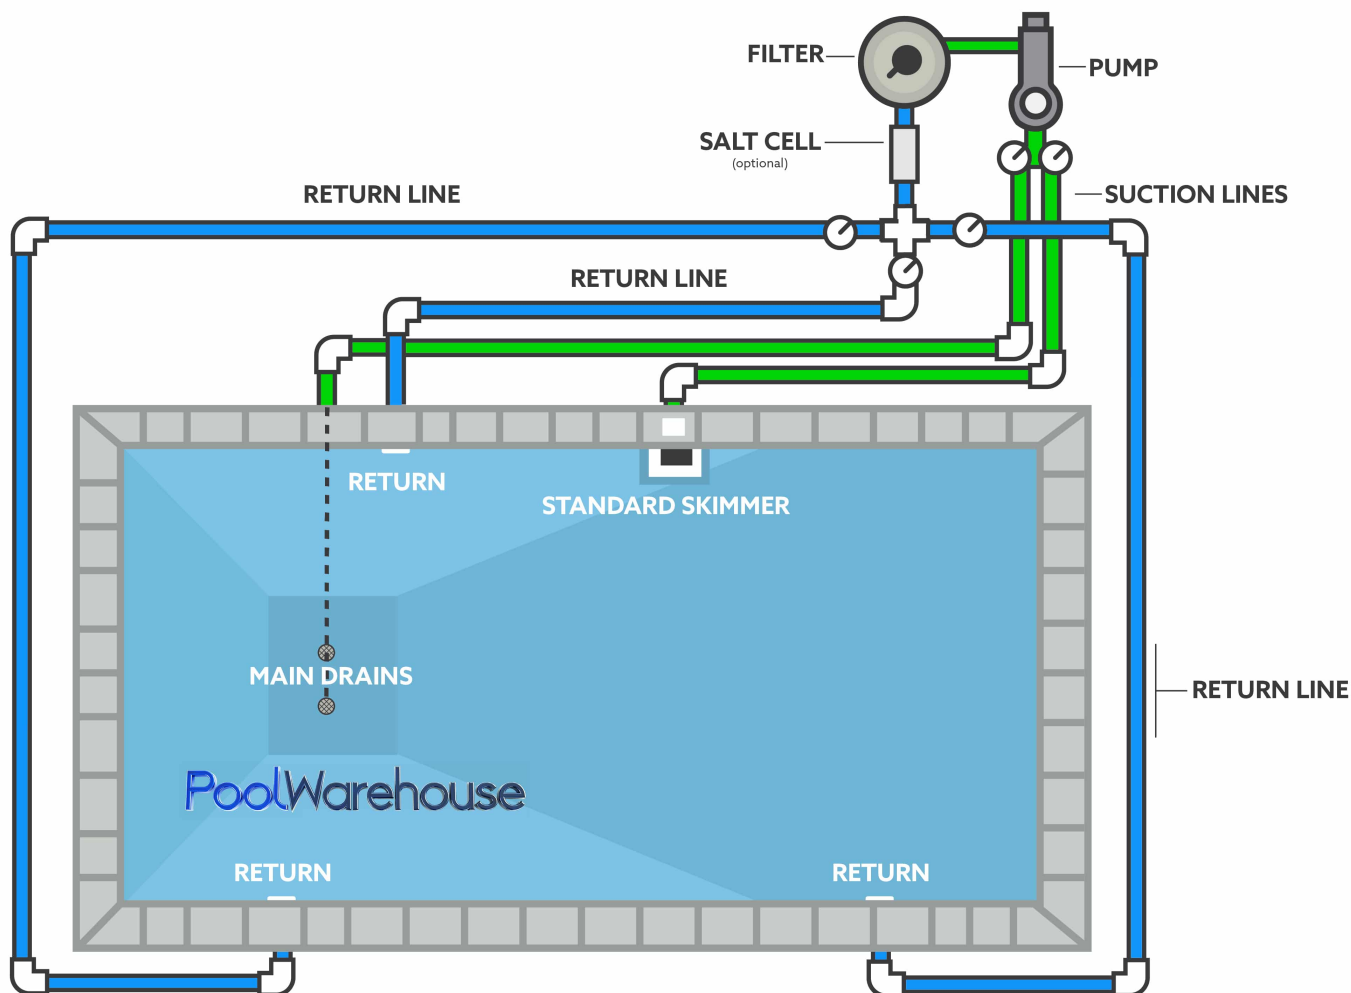 FILTER
PUMP
SALT CELL
(optional)
RETURN LINE
SUCTION LINES
RETURN LINE
RETURN
STANDARD SKIMMER
MAIN DRAINS
RETURN LINE
PoolWarehouse
RETURN
RETURN